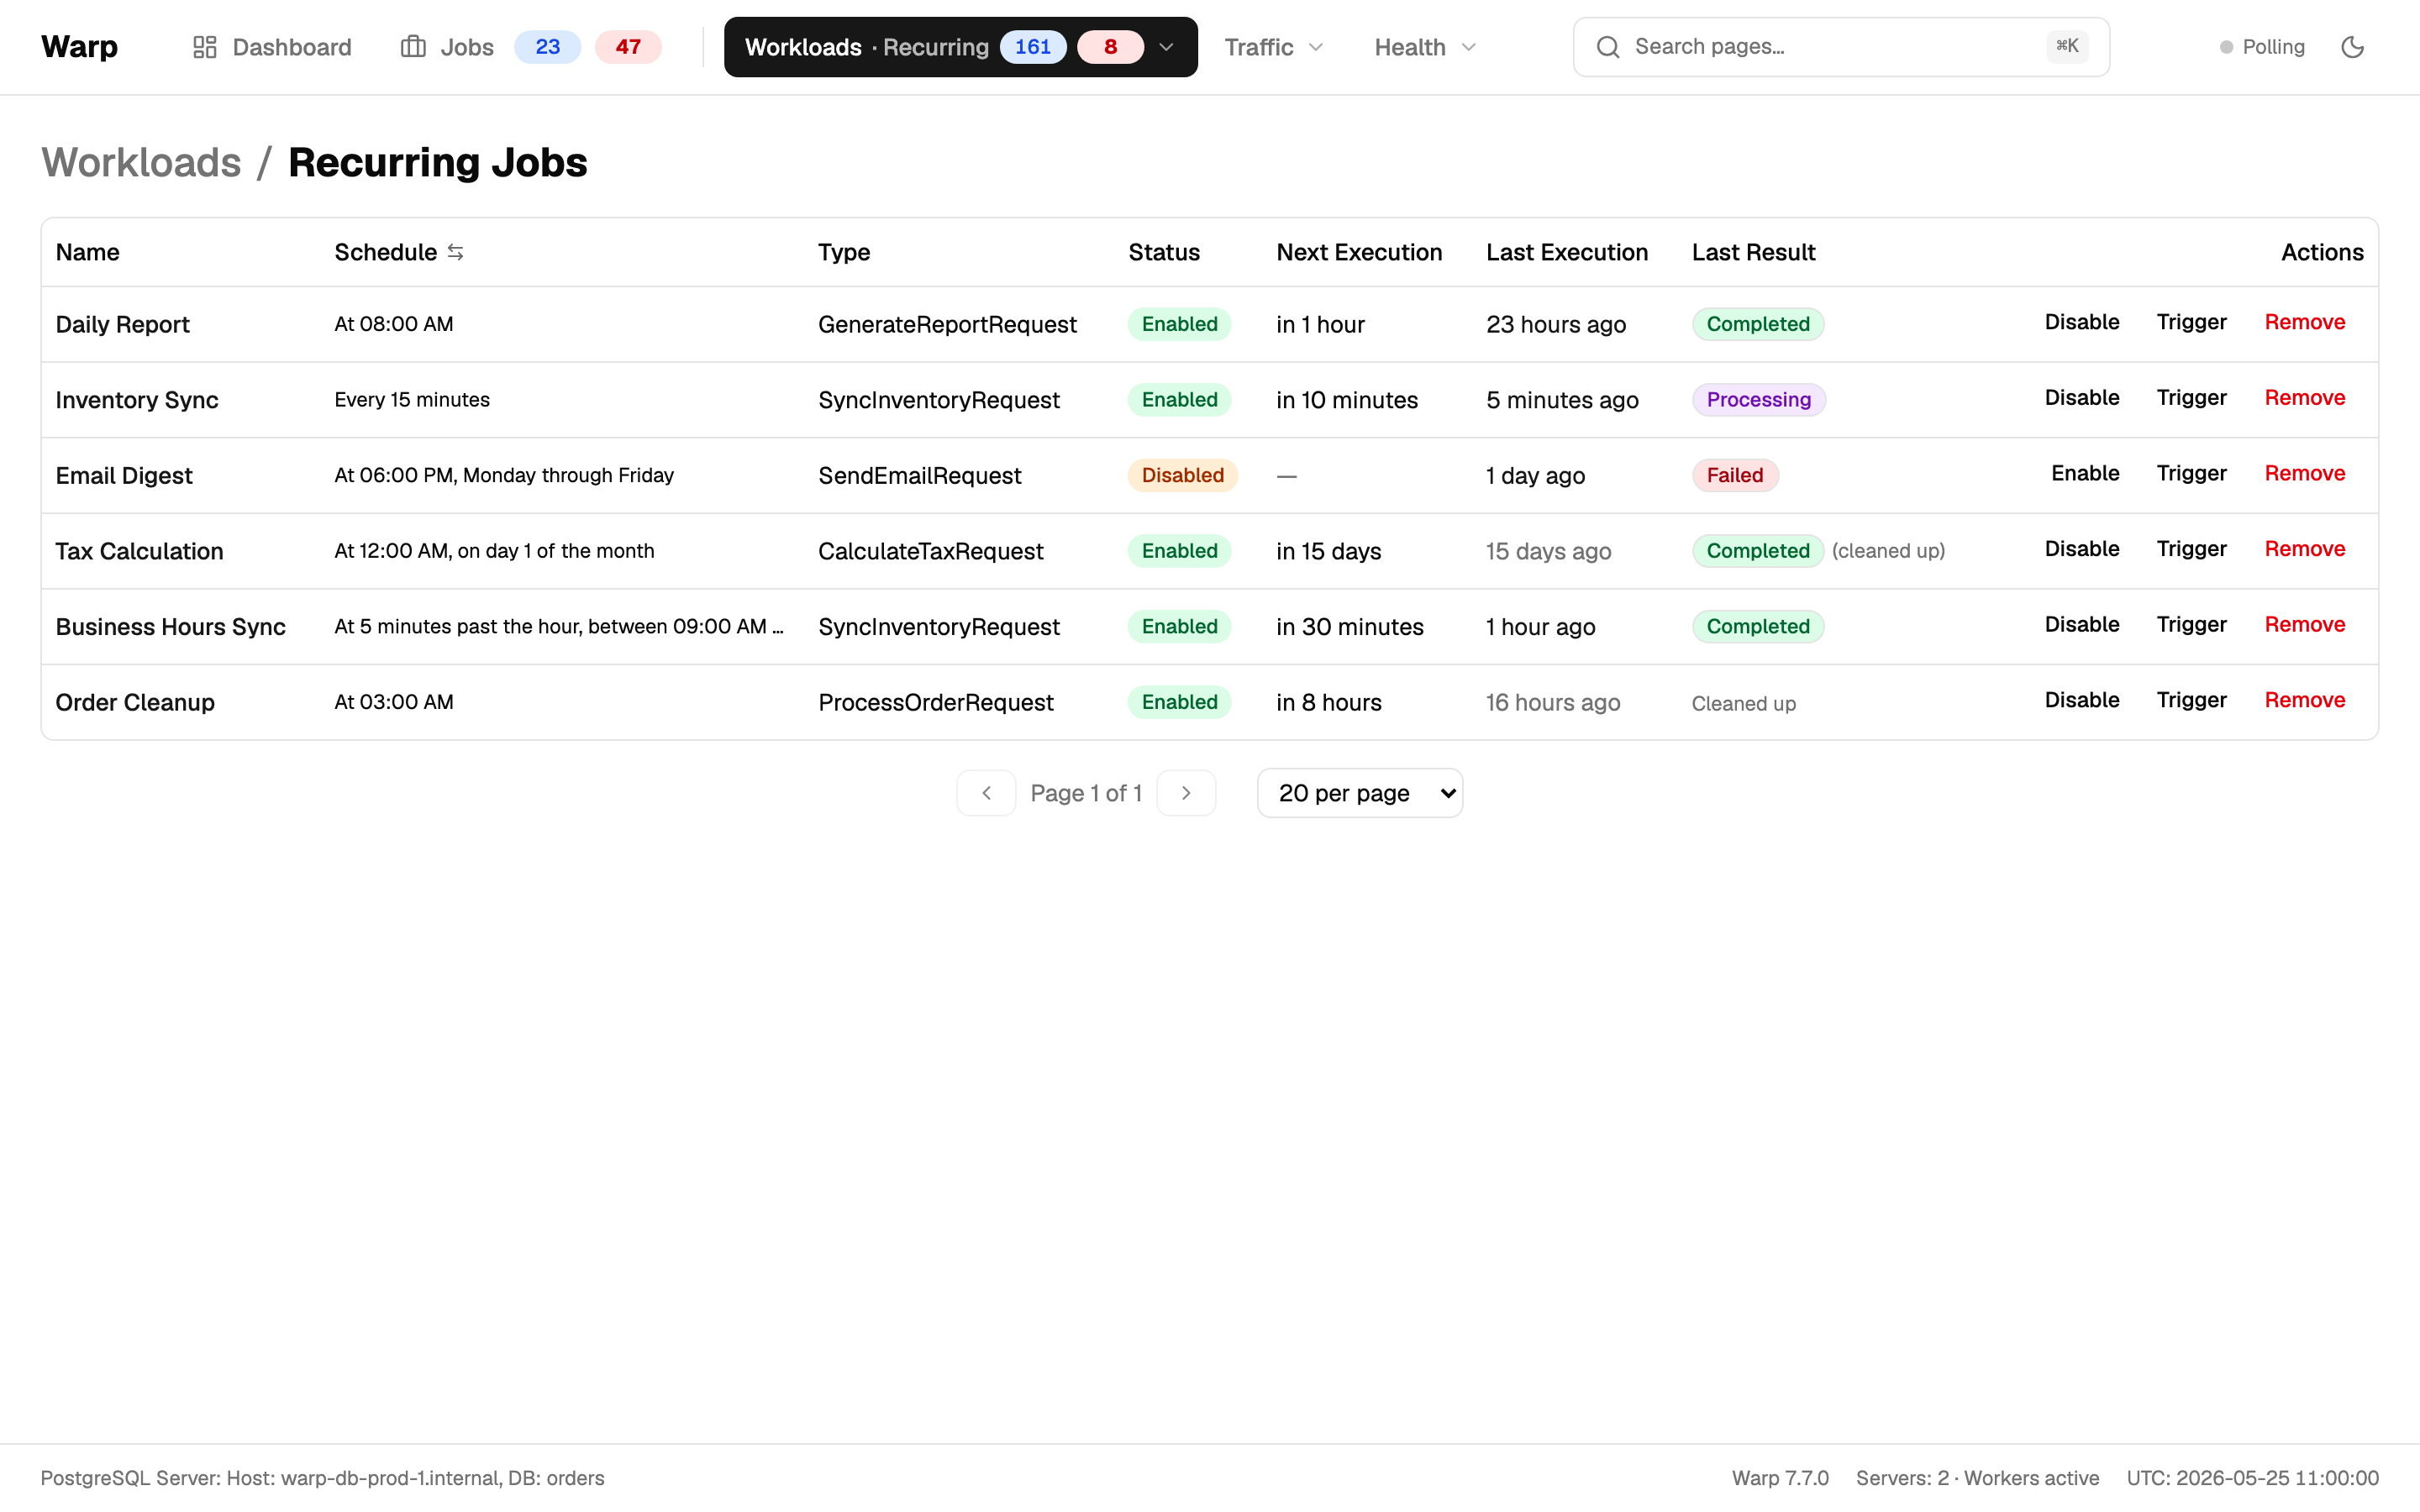 Warp Dashboard Jobs 23 47 Workloads · Recurring 161 8 Traffic Health Search pages... ⌘K Polling
Workloads / Recurring Jobs
Name Schedule Type Status Next Execution Last Execution Last Result Actions
Daily Report At 08:00 AM GenerateReportRequest Enabled in 1 hour 23 hours ago Completed Disable Trigger Remove
Inventory Sync Every 15 minutes SyncInventoryRequest Enabled in 10 minutes 5 minutes ago Processing Disable Trigger Remove
Email Digest At 06:00 PM, Monday through Friday SendEmailRequest Disabled — 1 day ago Failed Enable Trigger Remove
Tax Calculation At 12:00 AM, on day 1 of the month CalculateTaxRequest Enabled in 15 days 15 days ago Completed (cleaned up) Disable Trigger Remove
Business Hours Sync At 5 minutes past the hour, between 09:00 AM ... SyncInventoryRequest Enabled in 30 minutes 1 hour ago Completed Disable Trigger Remove
Order Cleanup At 03:00 AM ProcessOrderRequest Enabled in 8 hours 16 hours ago Cleaned up Disable Trigger Remove
Page 1 of 1 20 per page
PostgreSQL Server: Host: warp-db-prod-1.internal, DB: orders Warp 7.7.0 Servers: 2 · Workers active UTC: 2026-05-25 11:00:00